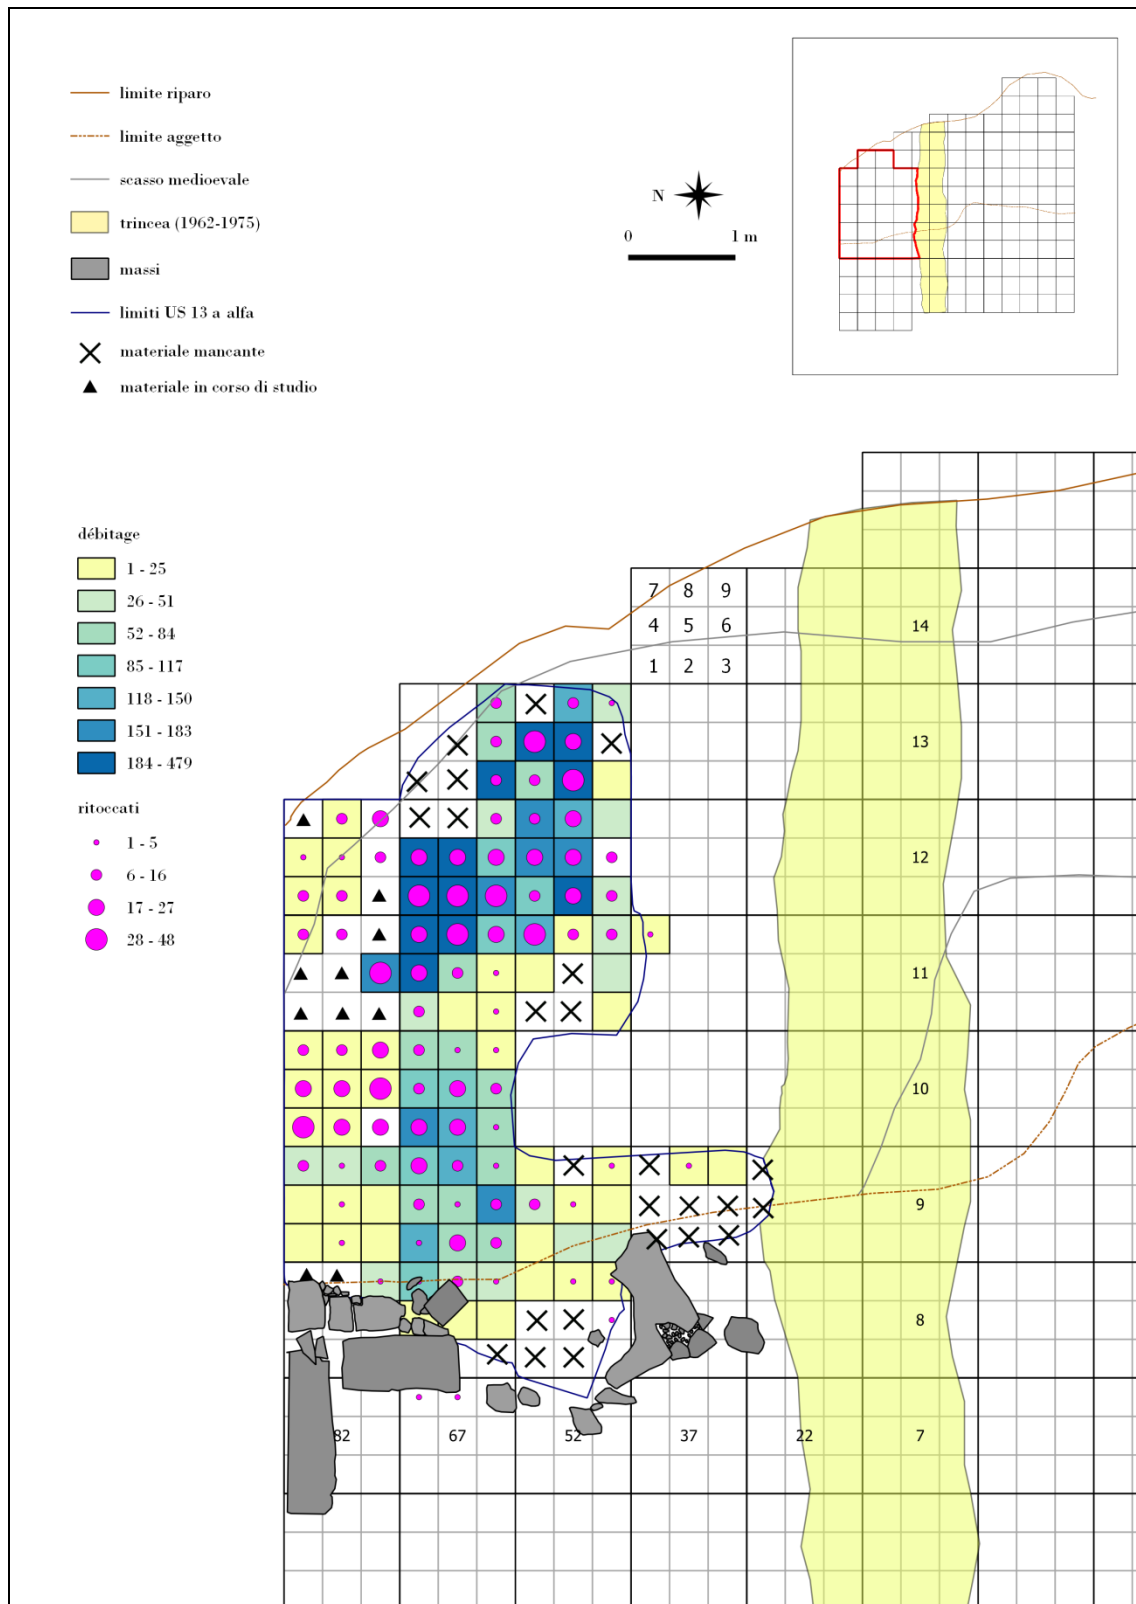 limite riparo
limite aggetto
scasso medioevale
trincea (1962-1975)
massi
limiti US 13 a alfa
materiale mancante
materiale in corso di studio
N
0 1 m
débitage
1 - 25
26 - 51
52 - 84
85 - 117
118 - 150
151 - 183
184 - 479
ritoccati
1 - 5
6 - 16
17 - 27
28 - 48
7 8 9
4 5 6 14
1 2 3
13
12
11
10
9
8
82 67 52 37 22 7